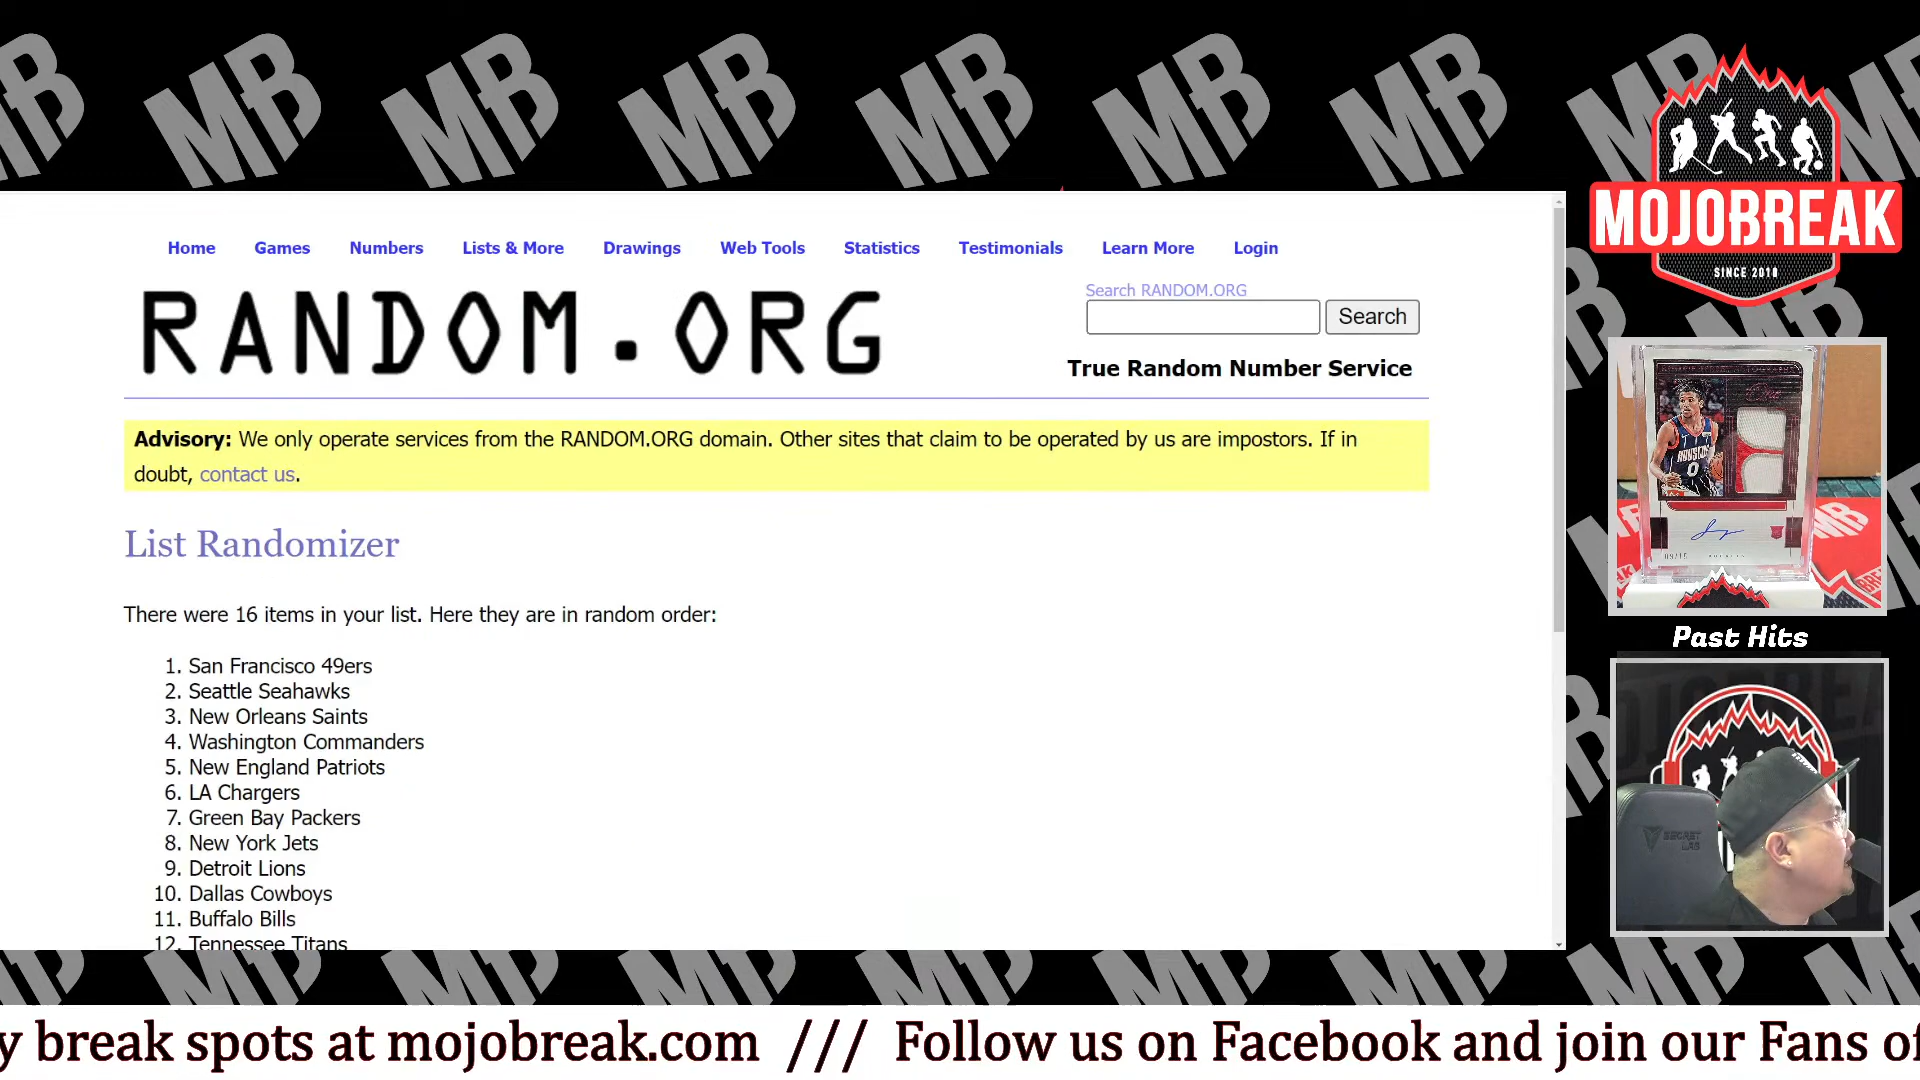 MB MB MB MB MB MB MB MB
MOJOBREAK
SINCE 2010
Home Games Numbers Lists & More Drawings Web Tools Statistics Testimonials Learn More Login
RANDOM.ORG
Search RANDOM.ORG
Search
True Random Number Service
Advisory: We only operate services from the RANDOM.ORG domain. Other sites that claim to be operated by us are impostors. If in
doubt, contact us.
List Randomizer
There were 16 items in your list. Here they are in random order:
1. San Francisco 49ers
2. Seattle Seahawks
3. New Orleans Saints
4. Washington Commanders
5. New England Patriots
6. LA Chargers
7. Green Bay Packers
8. New York Jets
9. Detroit Lions
10. Dallas Cowboys
11. Buffalo Bills
12. Tennessee Titans
0
MB
Past Hits
SECRET
LAB
y break spots at mojobreak.com /// Follow us on Facebook and join our Fans of